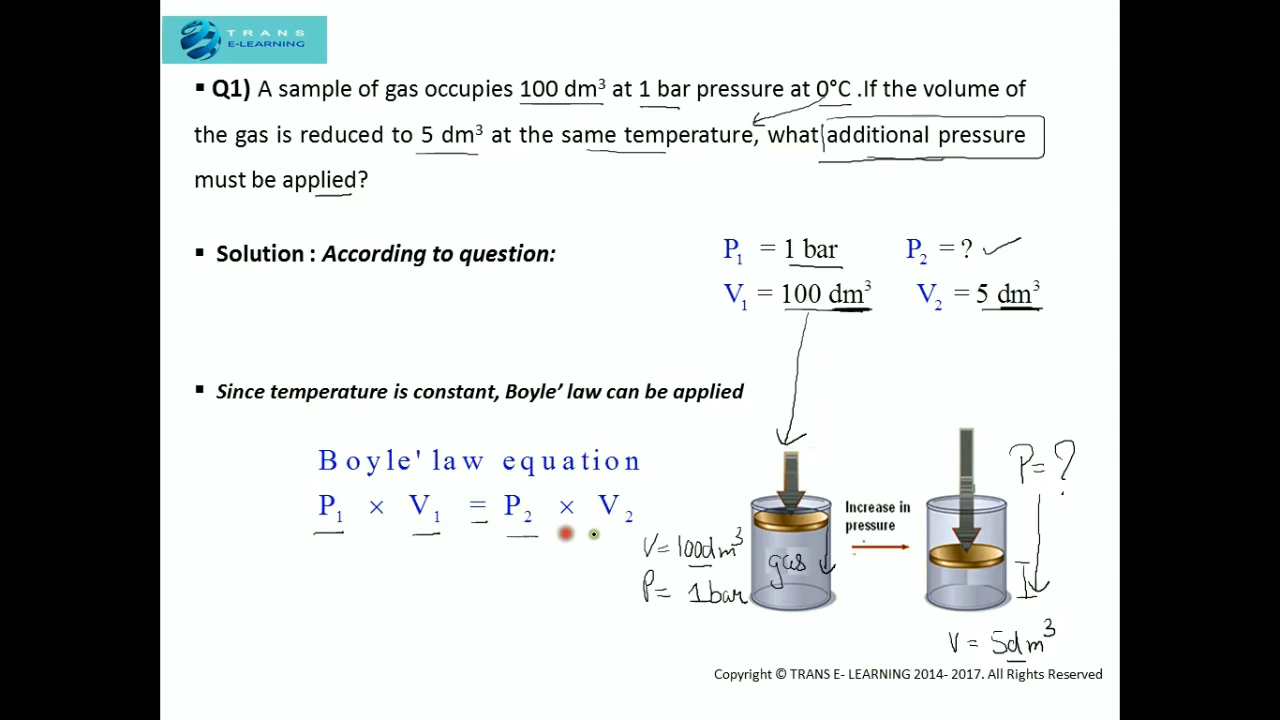 TRANS
E-LEARNING
▪ Q1) A sample of gas occupies 100 dm³ at 1 bar pressure at 0°C .If the volume of
the gas is reduced to 5 dm³ at the same temperature, what additional pressure
must be applied?
▪ Solution : According to question:
P₁ = 1 bar P₂ = ?
V₁ = 100 dm³ V₂ = 5 dm³
▪ Since temperature is constant, Boyle’ law can be applied
Boyle' law equation
P₁ × V₁ = P₂ × V₂
V = 100dm³
P = 1bar
gas
Increase in
pressure
P = ?
V = 5dm³
Copyright © TRANS E- LEARNING 2014- 2017. All Rights Reserved